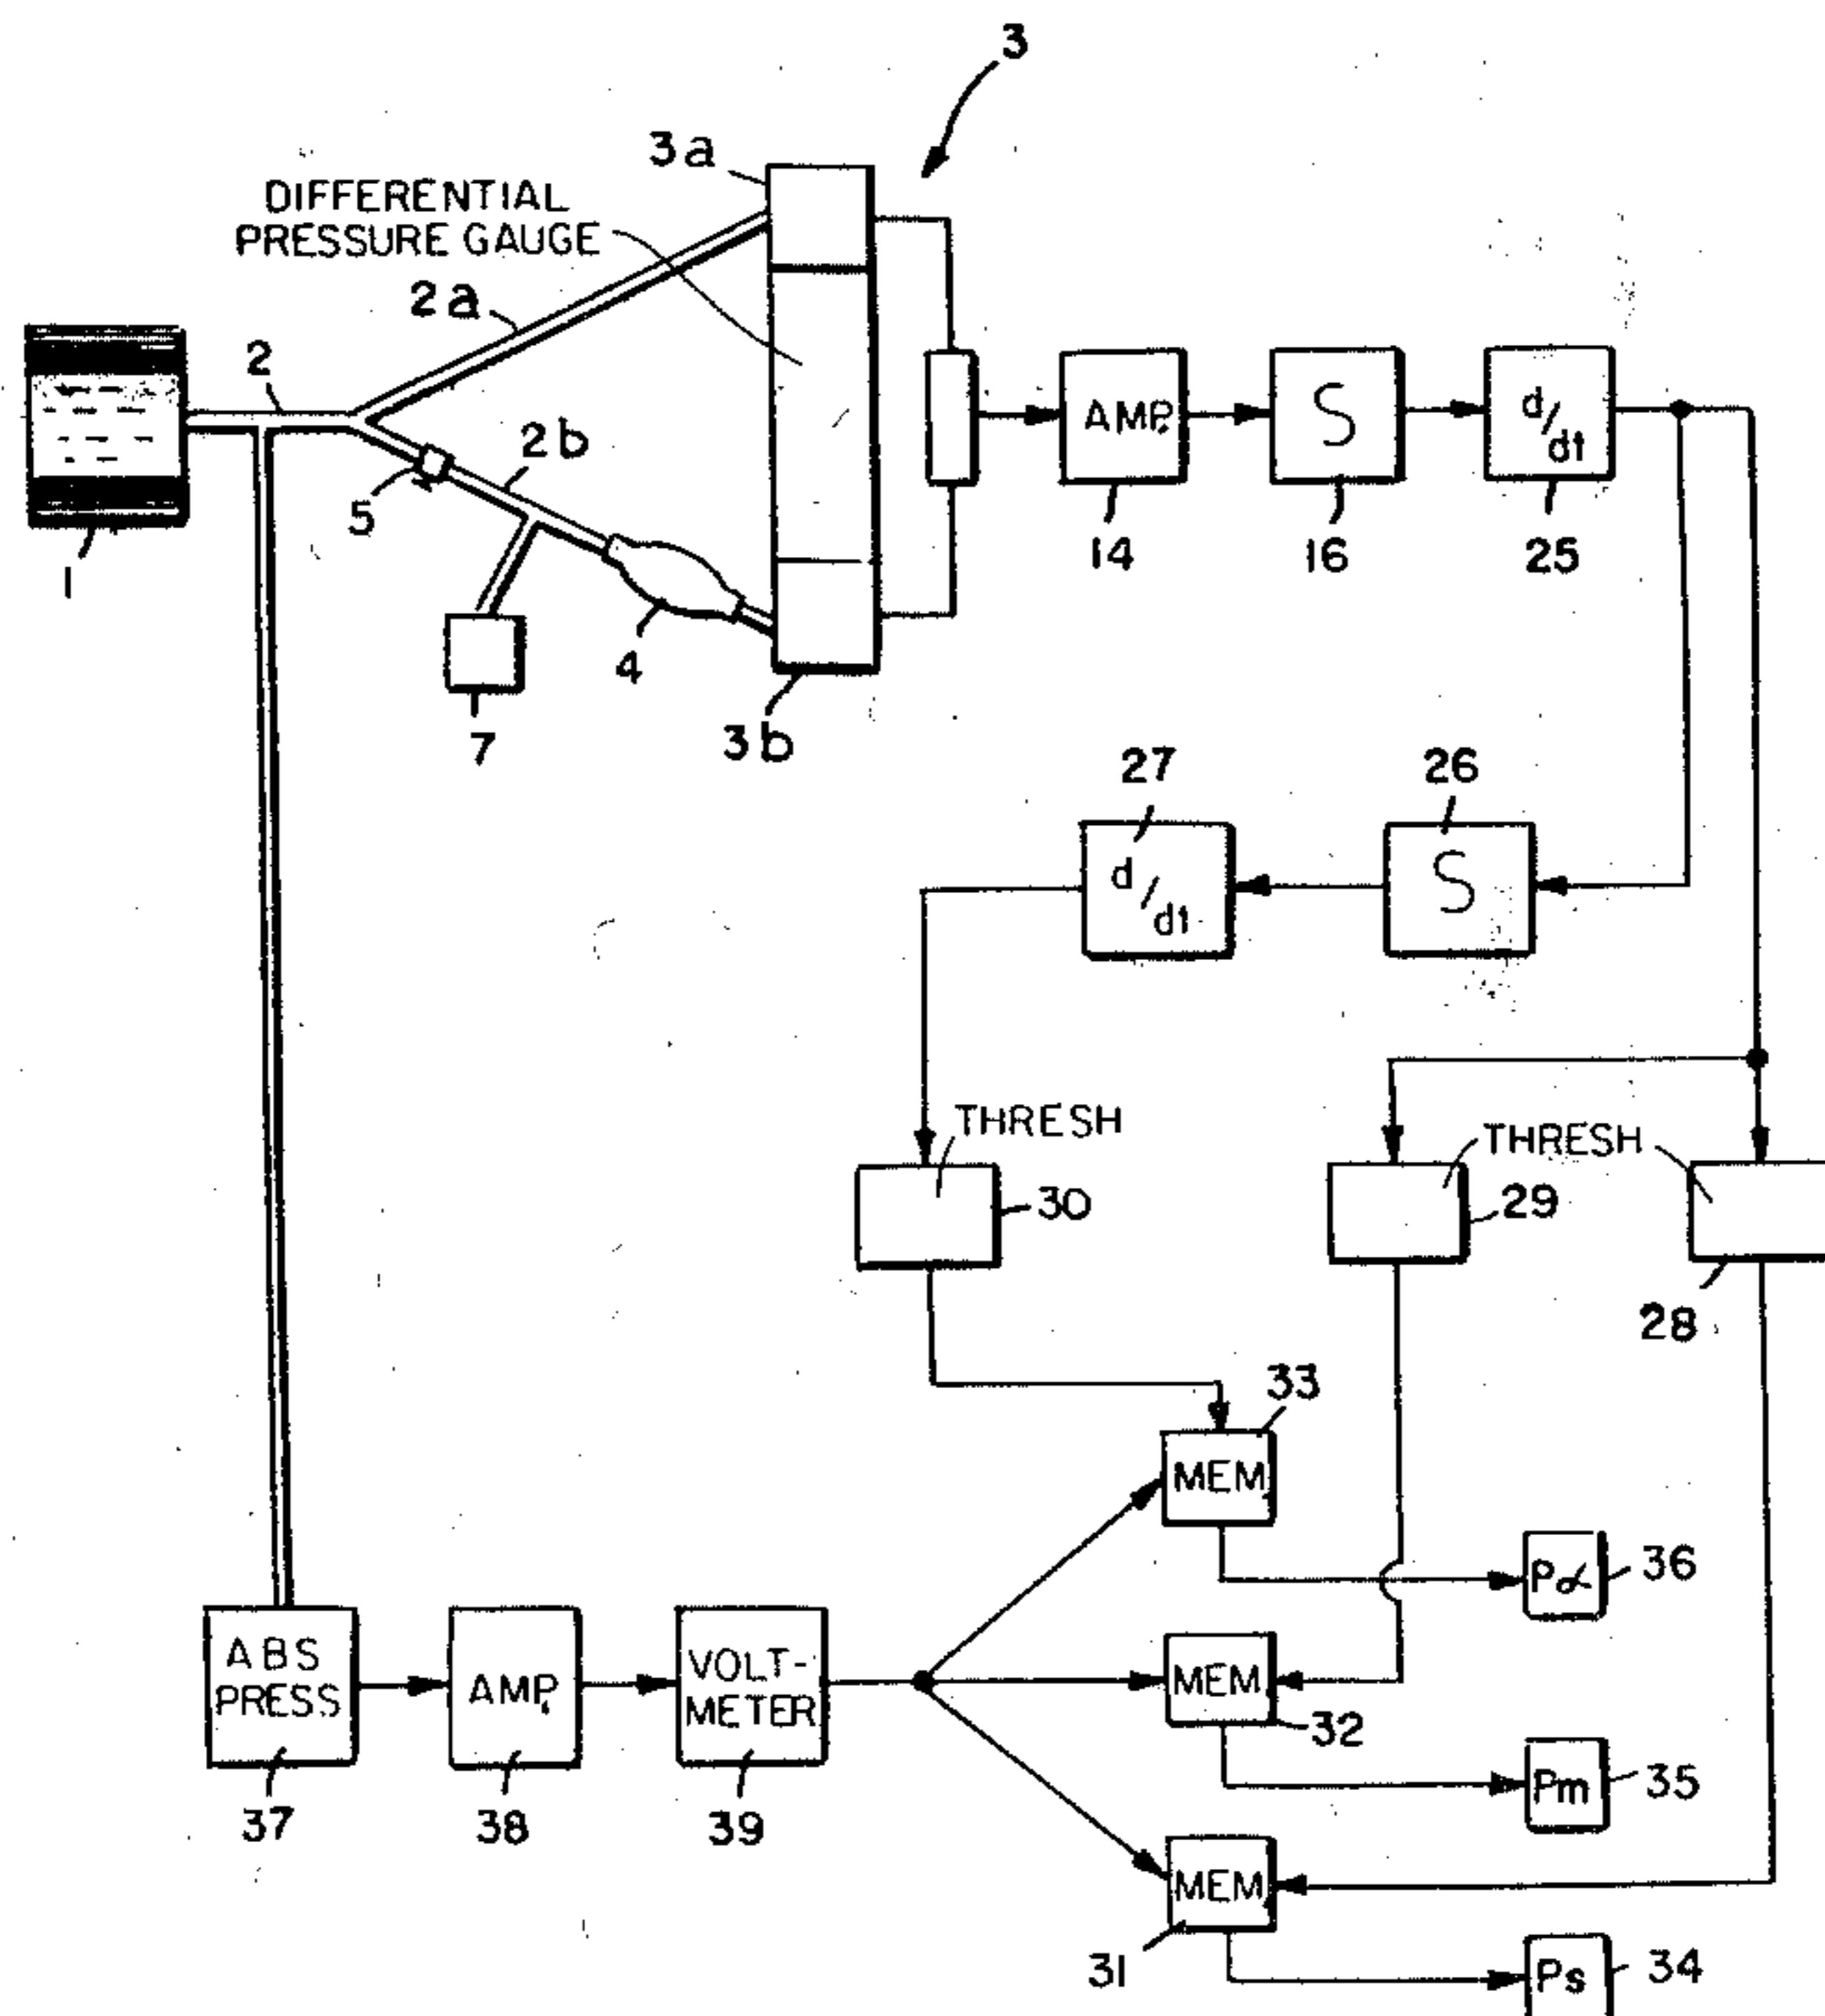 3
3a
DIFFERENTIAL
PRESSURE GAUGE
2a
2
2b
5
1
4
7
3b
AMP.
14
S
16
d/dt
25
27
26
d/dt
S
THRESH
30
THRESH
29
28
33
MEM
Pα
36
ABS
PRESS
37
AMP.
38
VOLT-
METER
39
MEM
32
Pm
35
MEM
31
Ps
34